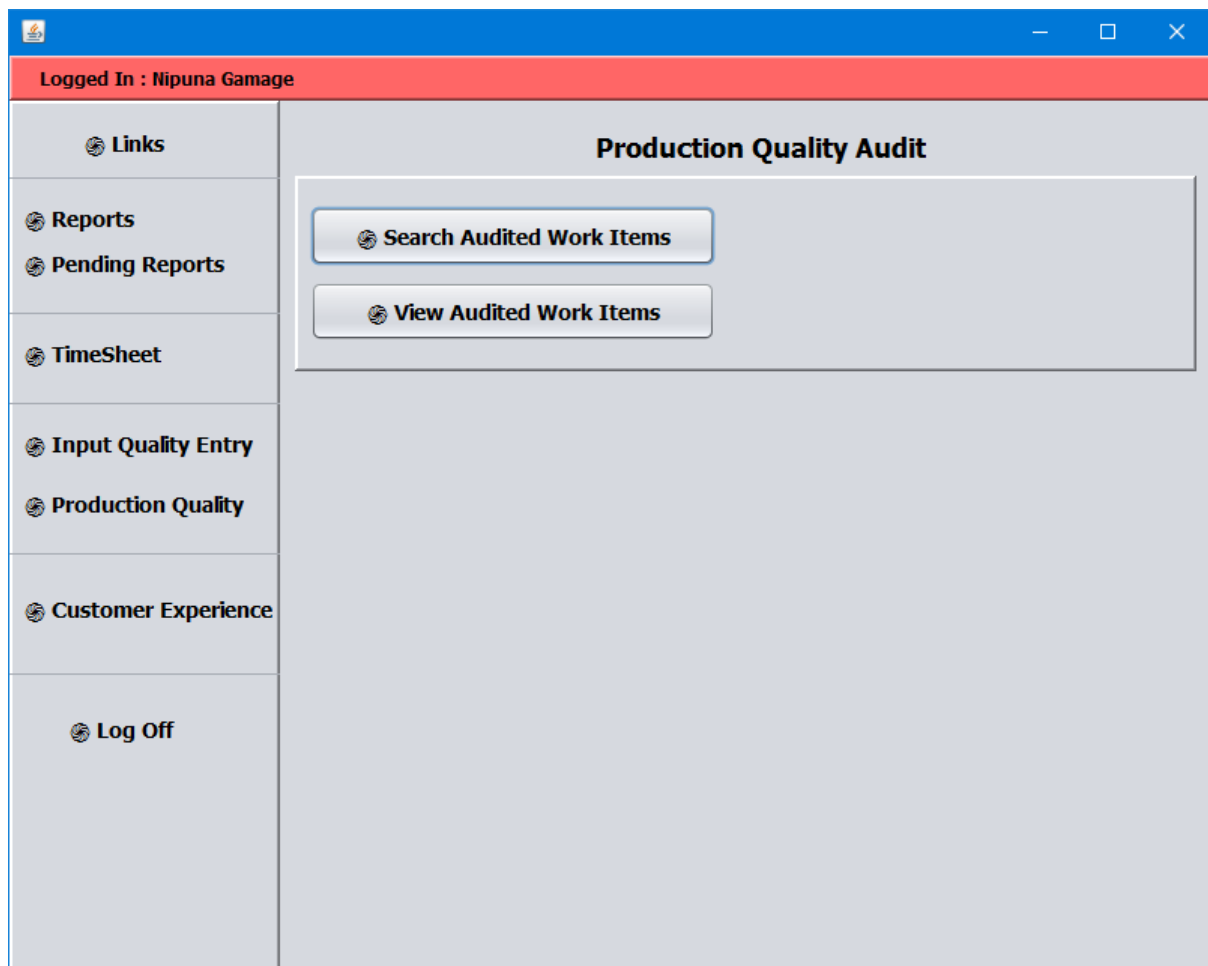 Logged In : Nipuna Gamage
Links
Reports
Pending Reports
TimeSheet
Input Quality Entry
Production Quality
Customer Experience
Log Off
Production Quality Audit
Search Audited Work Items
View Audited Work Items